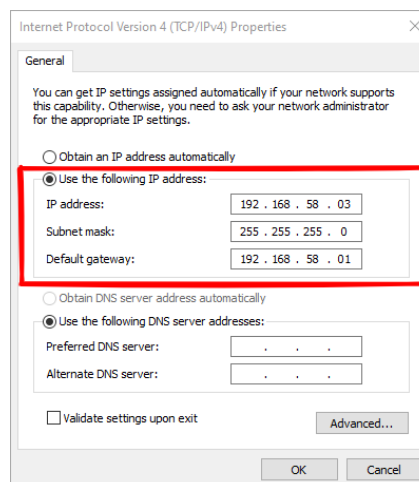 Internet Protocol Version 4 (TCP/IPv4) Properties
General
You can get IP settings assigned automatically if your network supports
this capability. Otherwise, you need to ask your network administrator
for the appropriate IP settings.
Obtain an IP address automatically
Use the following IP address:
IP address: 192 . 168 . 58 . 03
Subnet mask: 255 . 255 . 255 . 0
Default gateway: 192 . 168 . 58 . 01
Obtain DNS server address automatically
Use the following DNS server addresses:
Preferred DNS server: . . .
Alternate DNS server: . . .
Validate settings upon exit
Advanced...
OK Cancel